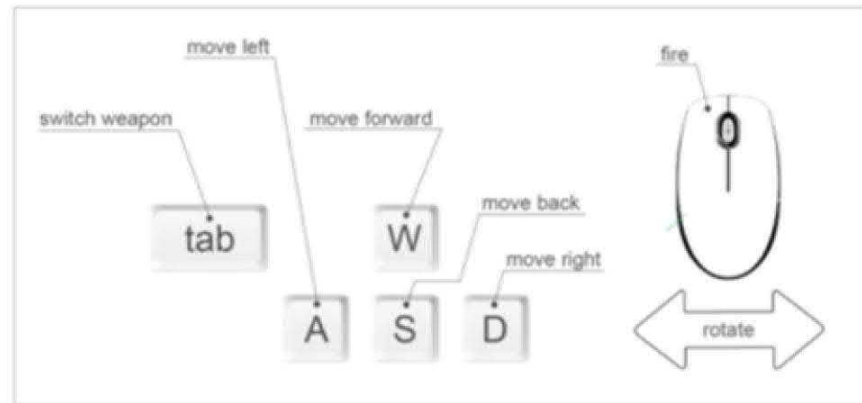 move left
fire
switch weapon
move forward
move back
tab
W
move right
A
S
D
rotate